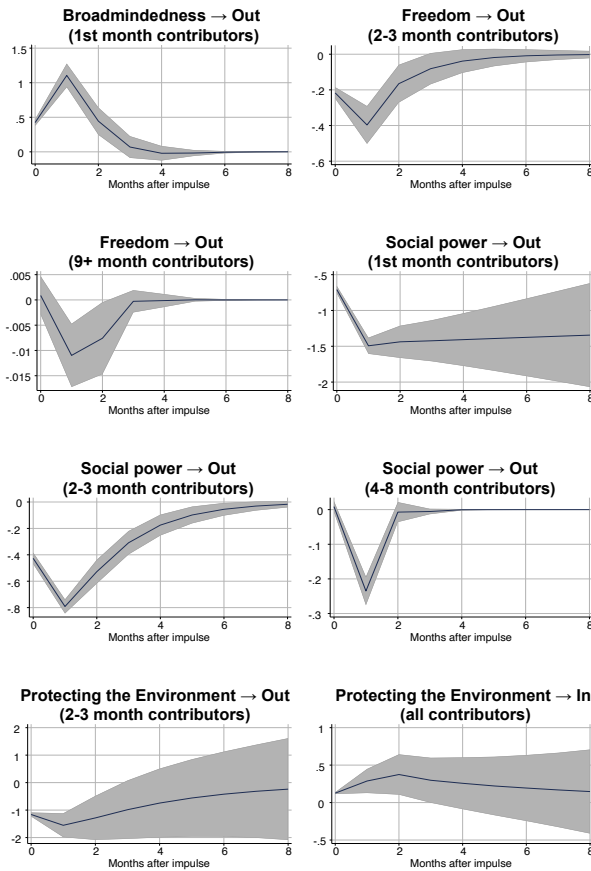 Broadmindedness → Out
(1st month contributors)
1.5
1
.5
0
0 2 4 6 8
Months after impulse
Freedom → Out
(2-3 month contributors)
0
-.2
-.4
-.6
0 2 4 6 8
Months after impulse
Freedom → Out
(9+ month contributors)
.005
0
-.005
-.01
-.015
0 2 4 6 8
Months after impulse
Social power → Out
(1st month contributors)
-.5
-1
-1.5
-2
0 2 4 6 8
Months after impulse
Social power → Out
(2-3 month contributors)
0
-.2
-.4
-.6
-.8
0 2 4 6 8
Months after impulse
Social power → Out
(4-8 month contributors)
0
-.1
-.2
-.3
0 2 4 6 8
Months after impulse
Protecting the Environment → Out
(2-3 month contributors)
2
1
0
-1
-2
0 2 4 6 8
Months after impulse
Protecting the Environment → In
(all contributors)
1
.5
0
-.5
0 2 4 6 8
Months after impulse